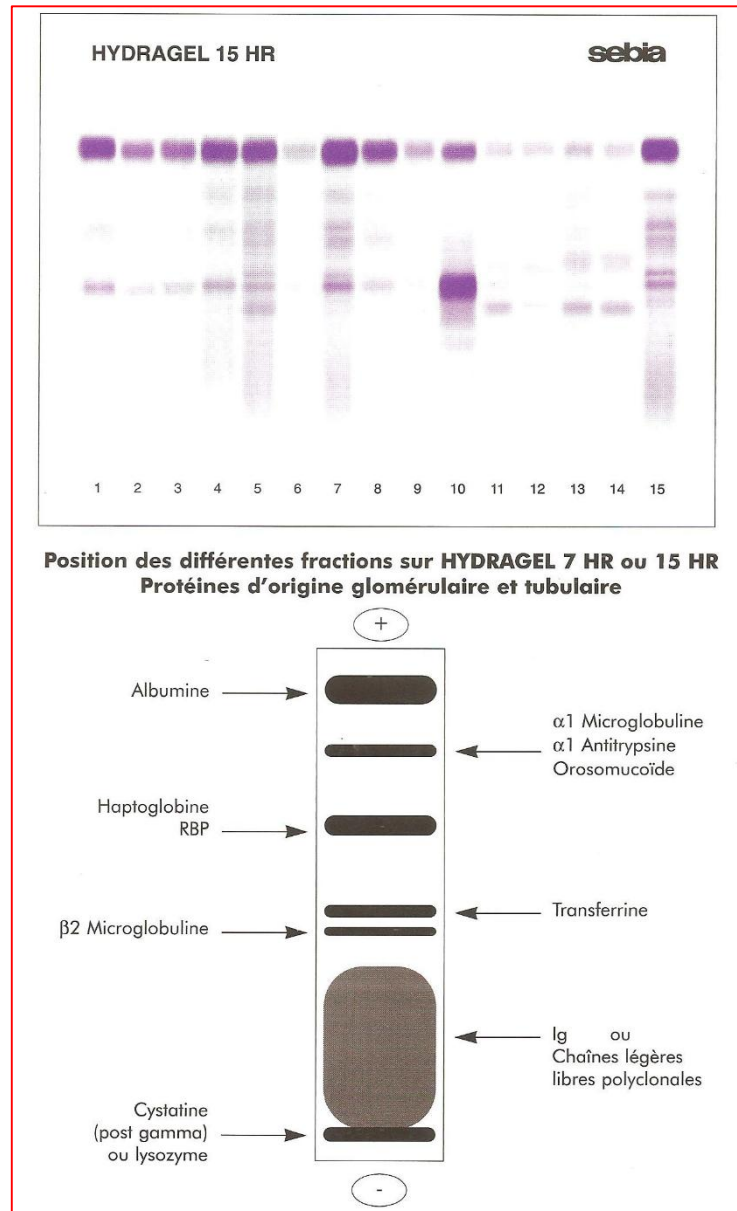 HYDRAGEL 15 HR
sebia
1 2 3 4 5 6 7 8 9 10 11 12 13 14 15
Position des différentes fractions sur HYDRAGEL 7 HR ou 15 HR
Protéines d'origine glomérulaire et tubulaire
+
Albumine
α1 Microglobuline
α1 Antitrypsine
Orosomucoïde
Haptoglobine
RBP
Transferrine
β2 Microglobuline
Ig ou
Chaînes légères
libres polyclonales
Cystatine
(post gamma)
ou lysozyme
-